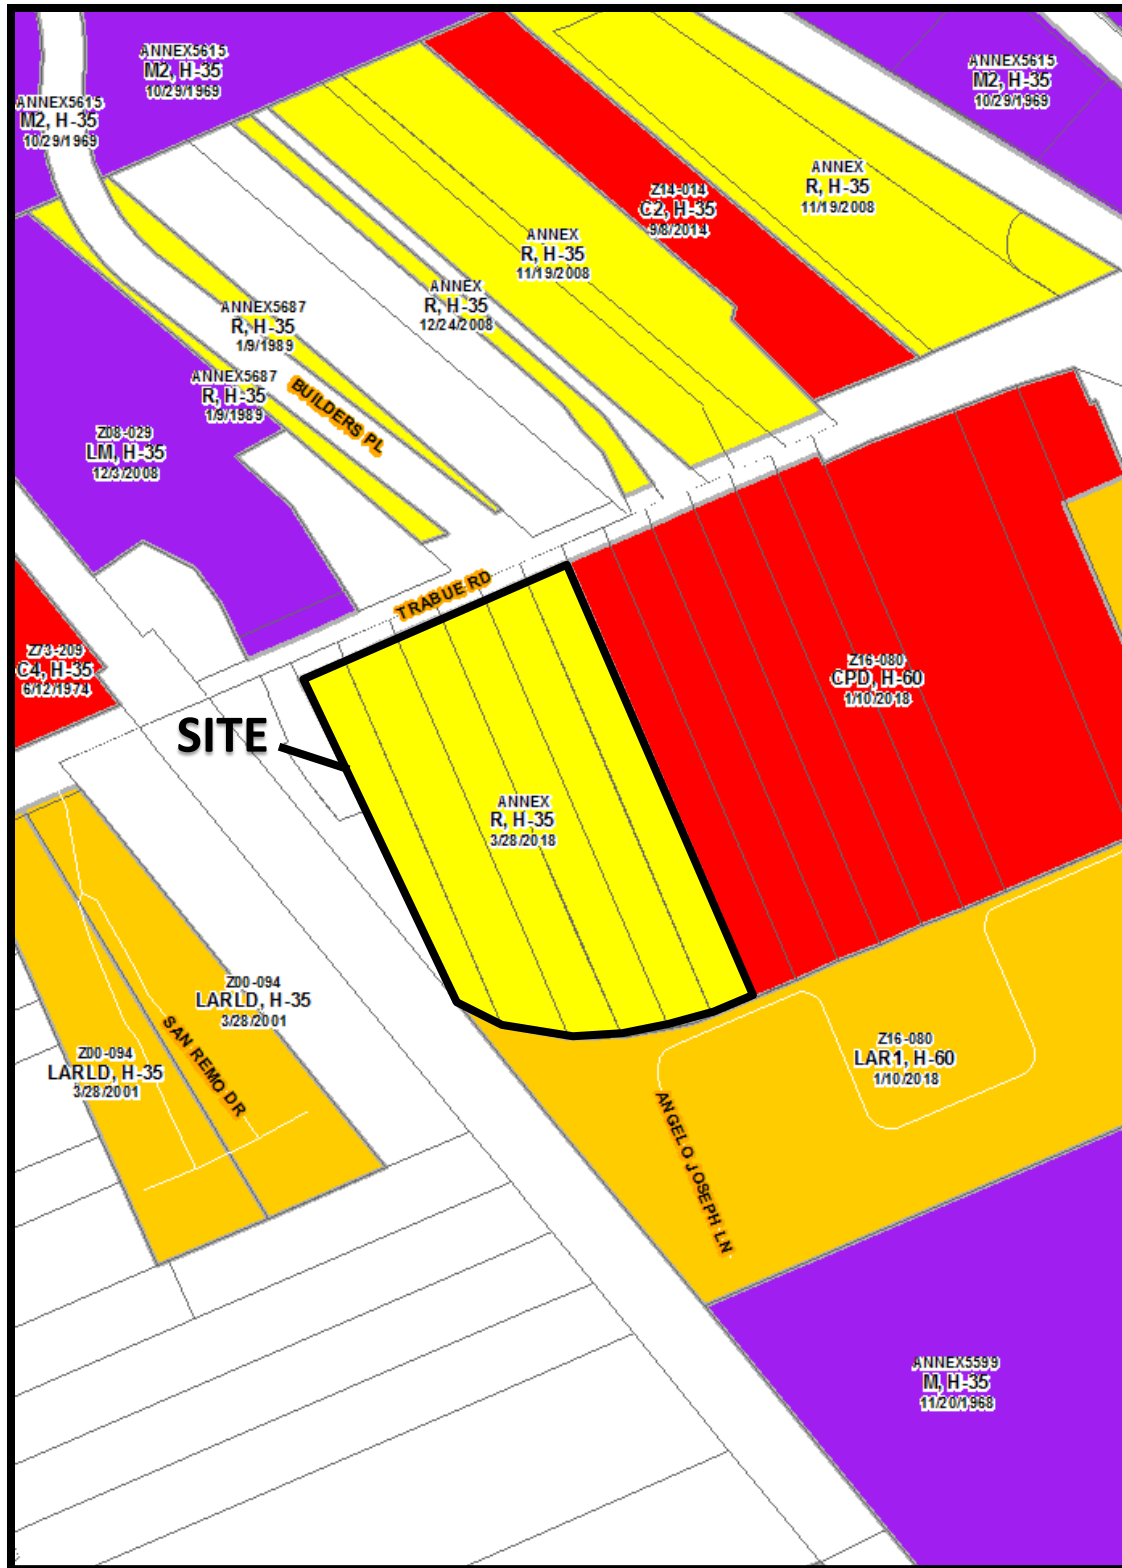 ANNEX5615
M2, H-35
10/29/1969
ANNEX5615
M2, H-35
10/29/1969
ANNEX5615
M2, H-35
10/29/1969
ANNEX
R, H-35
11/19/2008
Z14-014
C2, H-35
9/8/2014
ANNEX
R, H-35
11/19/2008
ANNEX
R, H-35
12/24/2008
ANNEX5687
R, H-35
1/9/1989
ANNEX5687
R, H-35
1/9/1989
BUILDERS PL
Z08-029
LM, H-35
12/3/2008
TRABUE RD
Z73-209
C4, H-35
6/12/1974
Z16-080
CPD, H-60
1/10/2018
SITE
ANNEX
R, H-35
3/28/2018
Z00-094
LARLD, H-35
3/28/2001
Z00-094
LARLD, H-35
3/28/2001
SAN REMO DR
Z16-080
LAR1, H-60
1/10/2018
ANGELO JOSEPH LN
ANNEX5599
M, H-35
11/20/1968